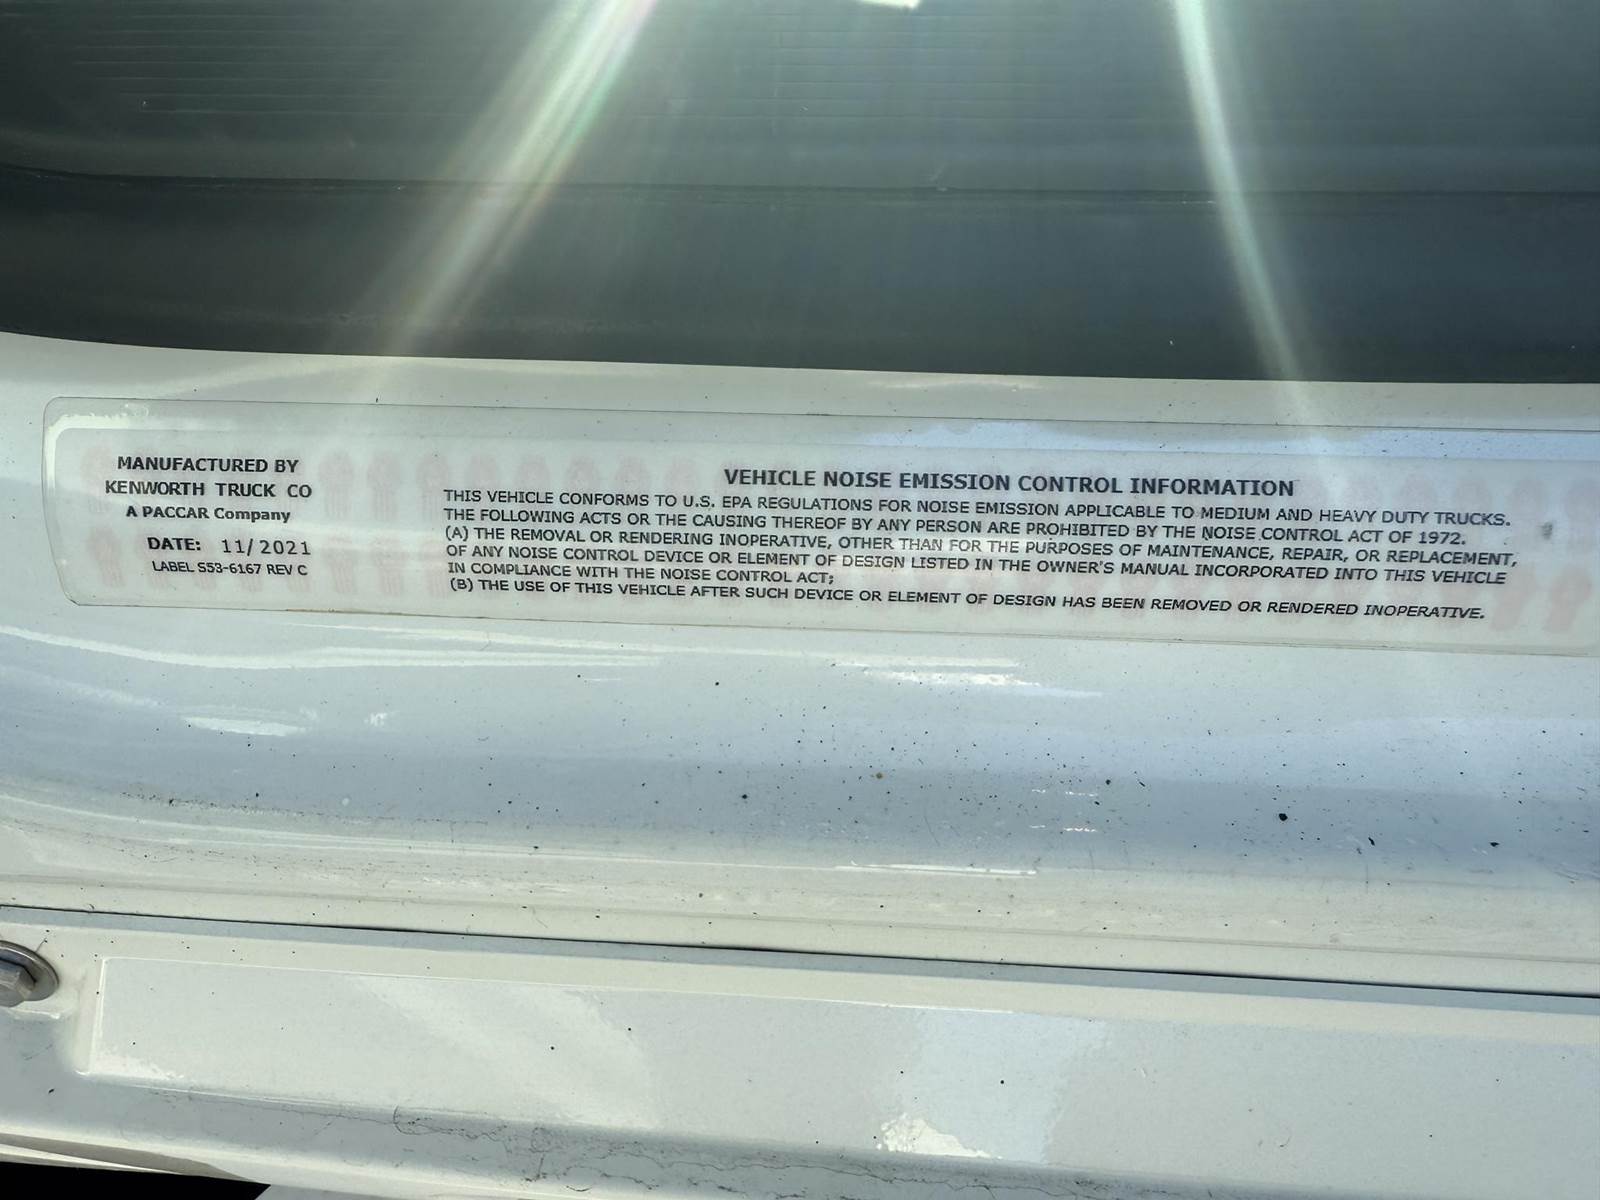 MANUFACTURED BY
KENWORTH TRUCK CO
A PACCAR Company
DATE: 11/2021
LABEL S53-6167 REV C
VEHICLE NOISE EMISSION CONTROL INFORMATION
THIS VEHICLE CONFORMS TO U.S. EPA REGULATIONS FOR NOISE EMISSION APPLICABLE TO MEDIUM AND HEAVY DUTY TRUCKS.
THE FOLLOWING ACTS OR THE CAUSING THEREOF BY ANY PERSON ARE PROHIBITED BY THE NOISE CONTROL ACT OF 1972.
(A) THE REMOVAL OR RENDERING INOPERATIVE, OTHER THAN FOR THE PURPOSES OF MAINTENANCE, REPAIR, OR REPLACEMENT,
OF ANY NOISE CONTROL DEVICE OR ELEMENT OF DESIGN LISTED IN THE OWNER'S MANUAL INCORPORATED INTO THIS VEHICLE
IN COMPLIANCE WITH THE NOISE CONTROL ACT;
(B) THE USE OF THIS VEHICLE AFTER SUCH DEVICE OR ELEMENT OF DESIGN HAS BEEN REMOVED OR RENDERED INOPERATIVE.